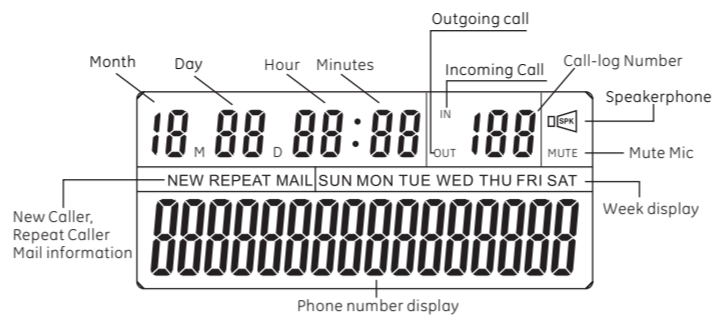 Outgoing call
Month Day Hour Minutes Incoming Call Call-log Number
Speakerphone
18 M 88 D 88:88 IN OUT 188 SPK MUTE
Mute Mic
NEW REPEAT MAIL SUN MON TUE WED THU FRI SAT
New Caller,
Repeat Caller
Mail information
Week display
8888888888888888
Phone number display